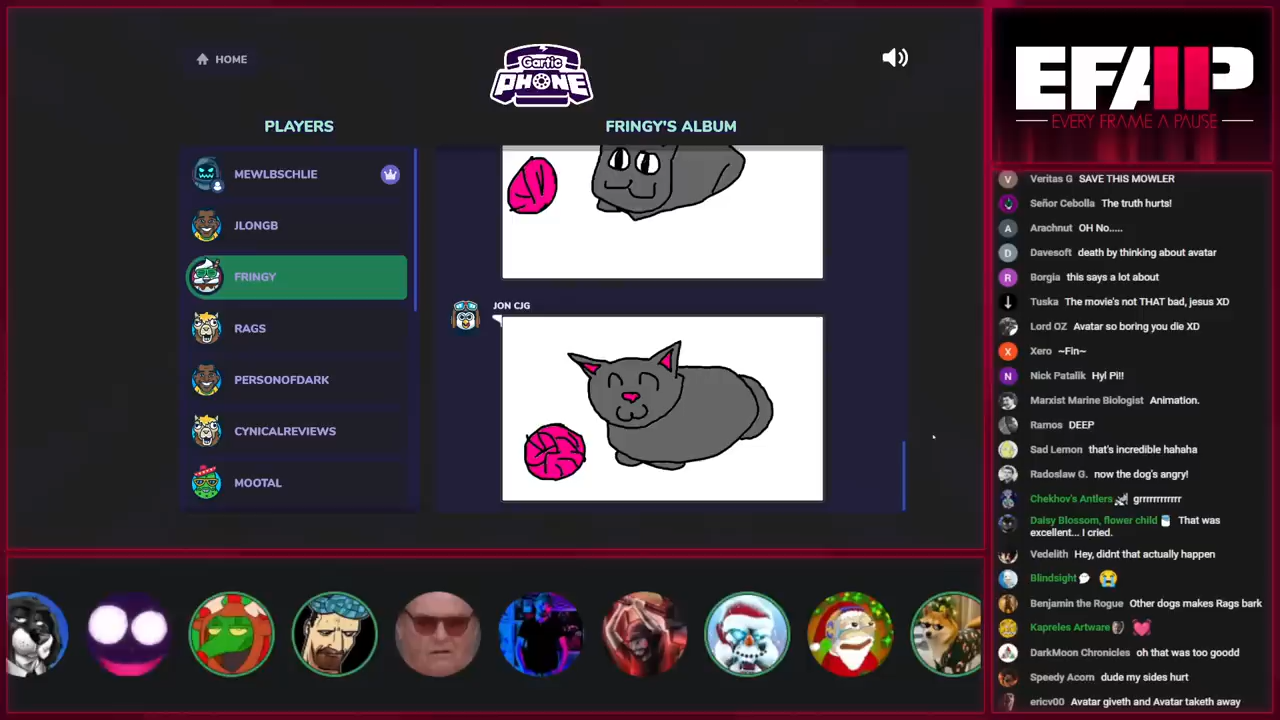 HOME
Gartic
PHONE
PLAYERS
FRINGY'S ALBUM
MEWLBSCHLIE
JLONGB
FRINGY
RAGS
PERSONOFDARK
CYNICALREVIEWS
MOOTAL
JON CJG
EFAP
EVERY FRAME A PAUSE
V Veritas G SAVE THIS MOWLER
Señor Cebolla The truth hurts!
A Arachnut OH No.....
D Davesoft death by thinking about avatar
B Borgia this says a lot about
Tuska The movie's not THAT bad, jesus XD
Lord OZ Avatar so boring you die XD
X Xero ~Fin~
N Nick Patalik Hyl Pi!!
Marxist Marine Biologist Animation.
Ramos DEEP
Sad Lemon that's incredible hahaha
Radoslaw G. now the dog's angry!
Chekhov's Antlers grrrrrrrrrrr
Daisy Blossom, flower child That was
excellent... I cried.
Vedelith Hey, didnt that actually happen
Blindsight 😭
Benjamin the Rogue Other dogs makes Rags bark
Kapreles Artware 💓
DarkMoon Chronicles oh that was too goodd
Speedy Acorn dude my sides hurt
ericv00 Avatar giveth and Avatar taketh away